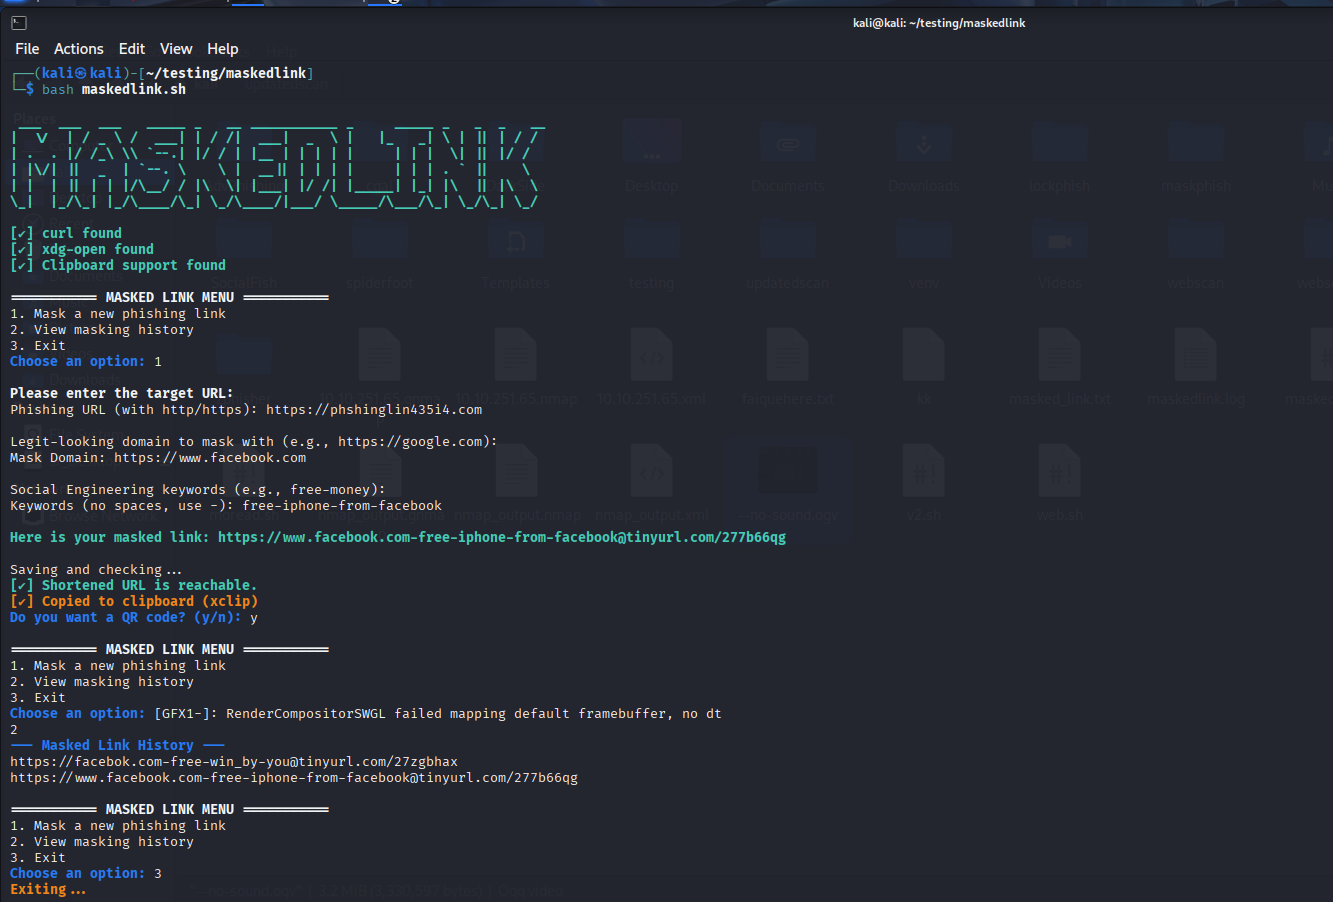 kali@kali: ~/testing/maskedlink
File Actions Edit View Help
┌──(kali㉿kali)-[~/testing/maskedlink]
└─$ bash maskedlink.sh
MASKEDLINK
[✔] curl found
[✔] xdg-open found
[✔] Clipboard support found
=========== MASKED LINK MENU ===========
1. Mask a new phishing link
2. View masking history
3. Exit
Choose an option: 1
Please enter the target URL:
Phishing URL (with http/https): https://phshinglin435i4.com
Legit-looking domain to mask with (e.g., https://google.com):
Mask Domain: https://www.facebook.com
Social Engineering keywords (e.g., free-money):
Keywords (no spaces, use -): free-iphone-from-facebook
Here is your masked link: https://www.facebook.com-free-iphone-from-facebook@tinyurl.com/277b66qg
Saving and checking...
[✔] Shortened URL is reachable.
[✔] Copied to clipboard (xclip)
Do you want a QR code? (y/n): y
=========== MASKED LINK MENU ===========
1. Mask a new phishing link
2. View masking history
3. Exit
Choose an option: [GFX1-]: RenderCompositorSWGL failed mapping default framebuffer, no dt
2
--- Masked Link History ---
https://facebok.com-free-win_by-you@tinyurl.com/27zgbhax
https://www.facebook.com-free-iphone-from-facebook@tinyurl.com/277b66qg
=========== MASKED LINK MENU ===========
1. Mask a new phishing link
2. View masking history
3. Exit
Choose an option: 3
Exiting...